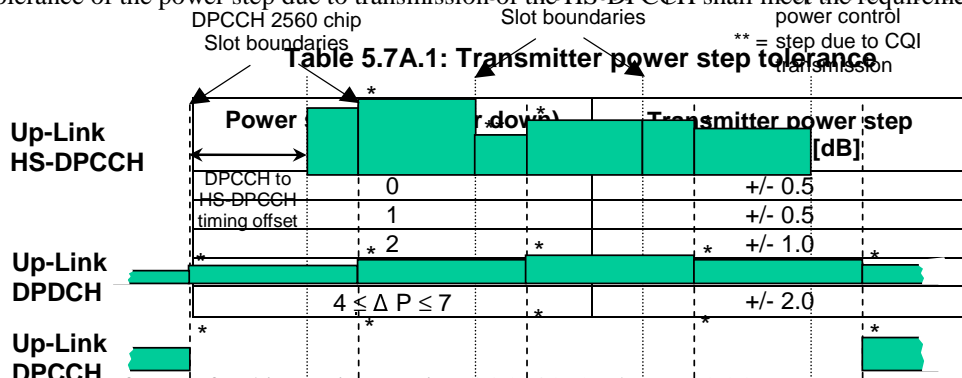 olerance of the power step due to transmission of the HS-DPCCH shall meet the requireme
DPCCH 2560 chip
Slot boundaries
Slot boundaries
power control
** = step due to CQI
transmission
Table 5.7A.1: Transmitter power step tolerance
Power s r down)
Transmitter power step
[dB]
Up-Link
HS-DPCCH
DPCCH to
HS-DPCCH
timing offset
0 +/- 0.5
1 +/- 0.5
2 +/- 1.0
Up-Link
DPDCH
4 ≤ Δ P ≤ 7 +/- 2.0
Up-Link
DPCCH